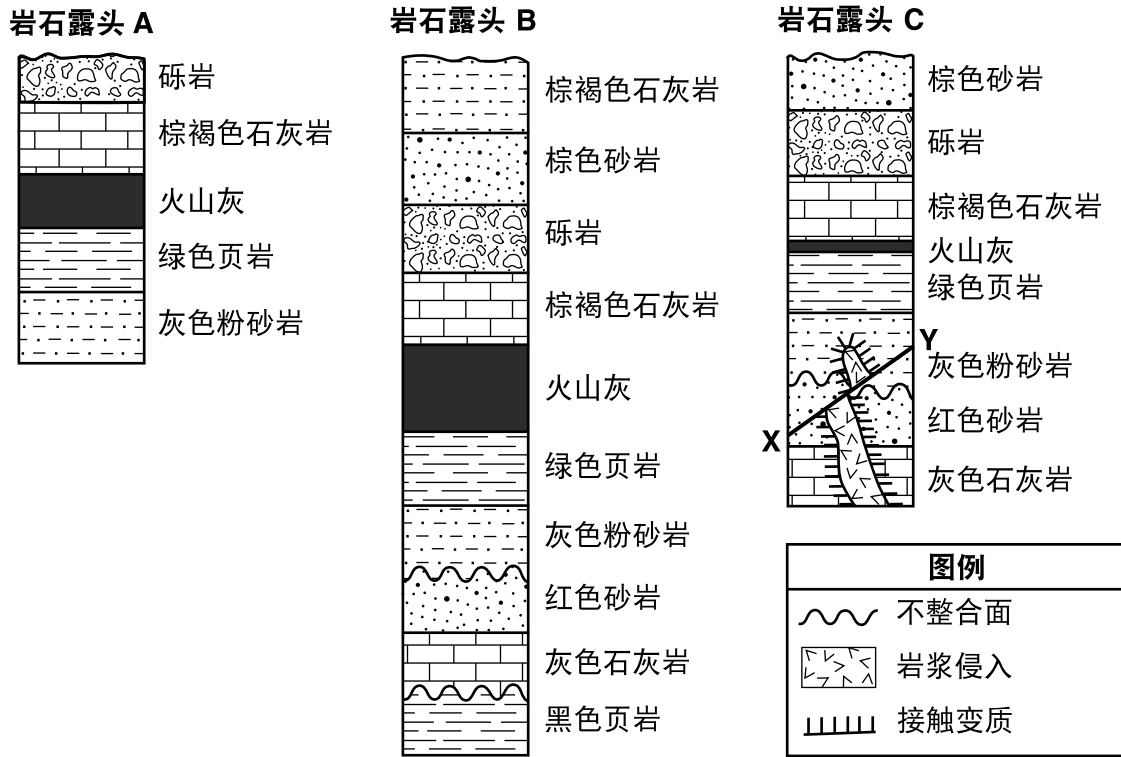 岩石露头 A
砾岩
棕褐色石灰岩
火山灰
绿色页岩
灰色粉砂岩
岩石露头 B
棕褐色石灰岩
棕色砂岩
砾岩
棕褐色石灰岩
火山灰
绿色页岩
灰色粉砂岩
红色砂岩
灰色石灰岩
黑色页岩
岩石露头 C
棕色砂岩
砾岩
棕褐色石灰岩
火山灰
绿色页岩
Y
灰色粉砂岩
红色砂岩
X
灰色石灰岩
图例
不整合面
岩浆侵入
接触变质